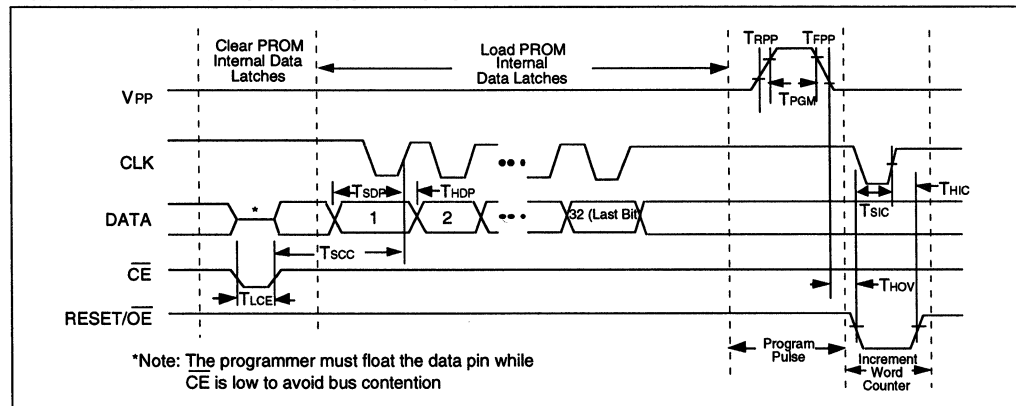 Clear PROM
Internal Data
Latches
Load PROM
Internal
Data Latches
TRPP
TFPP
TPGM
VPP
CLK
TSDP
THDP
THIC
TSIC
DATA
*
1
2
32 (Last Bit)
TSCC
CE
TLCE
THOV
RESET/OE
*Note: The programmer must float the data pin while
CE is low to avoid bus contention
Program
Pulse
Increment
Word
Counter